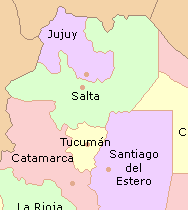 Jujuy
Salta
Tucumán
C
Catamarca
Santiago
del
Estero
La Rioja